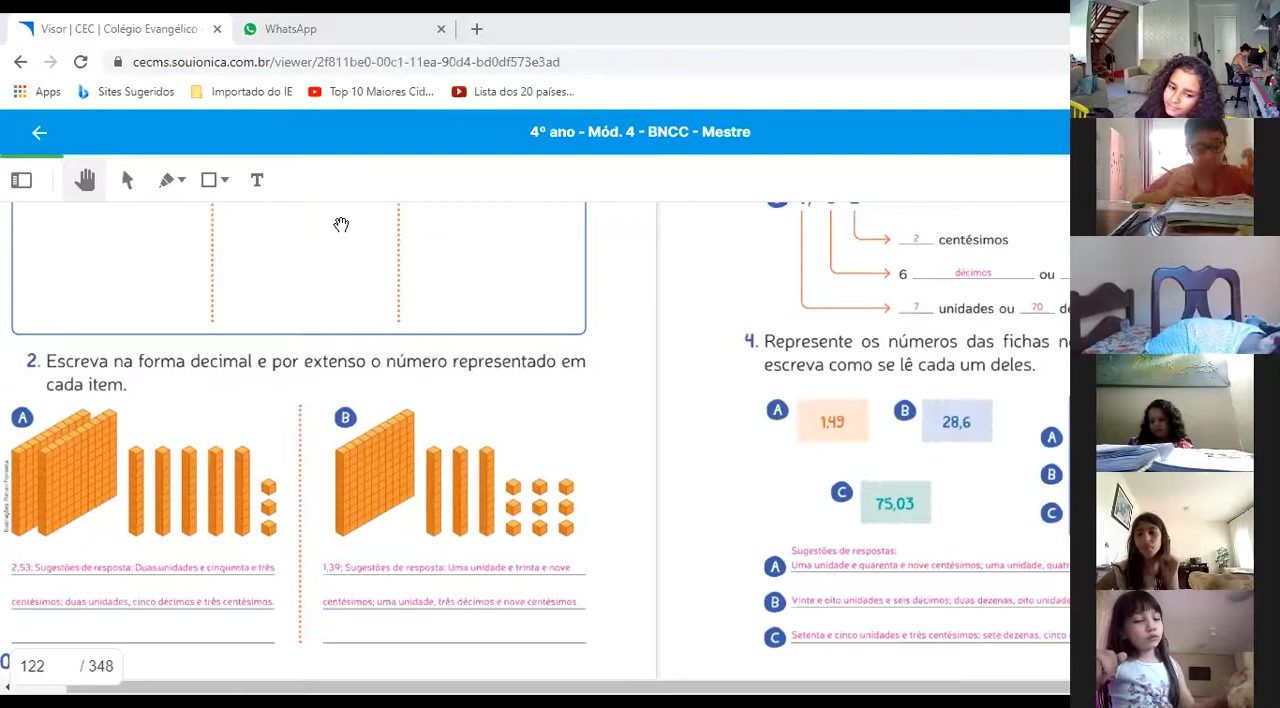 Visor | CEC | Colégio Evangélico
WhatsApp
cecms.souionica.com.br/viewer/2f811be0-00c1-11ea-90d4-bd0df573e3ad
Apps Sites Sugeridos Importado do IE Top 10 Maiores Cid... Lista dos 20 países...
4º ano - Mód. 4 - BNCC - Mestre
T
2 centésimos
6 décimos ou
7 unidades ou 70
2. Escreva na forma decimal e por extenso o número representado em
cada item.
A
B
Ilustrações: Renan Fonseca
2,53; Sugestões de resposta: Duas unidades e cinquenta e três
centésimos; duas unidades, cinco décimos e três centésimos.
1,39; Sugestões de resposta: Uma unidade e trinta e nove
centésimos; uma unidade, três décimos e nove centésimos
4. Represente os números das fichas
escreva como se lê cada um deles.
A 1,49 B 28,6
C 75,03
A
B
C
Sugestões de respostas:
A Uma unidade e quarenta e nove centésimos; uma unidade,
B Vinte e oito unidades e seis décimos; duas dezenas, oito
C Setenta e cinco unidades e três centésimos; sete dezenas, cinco
122 / 348